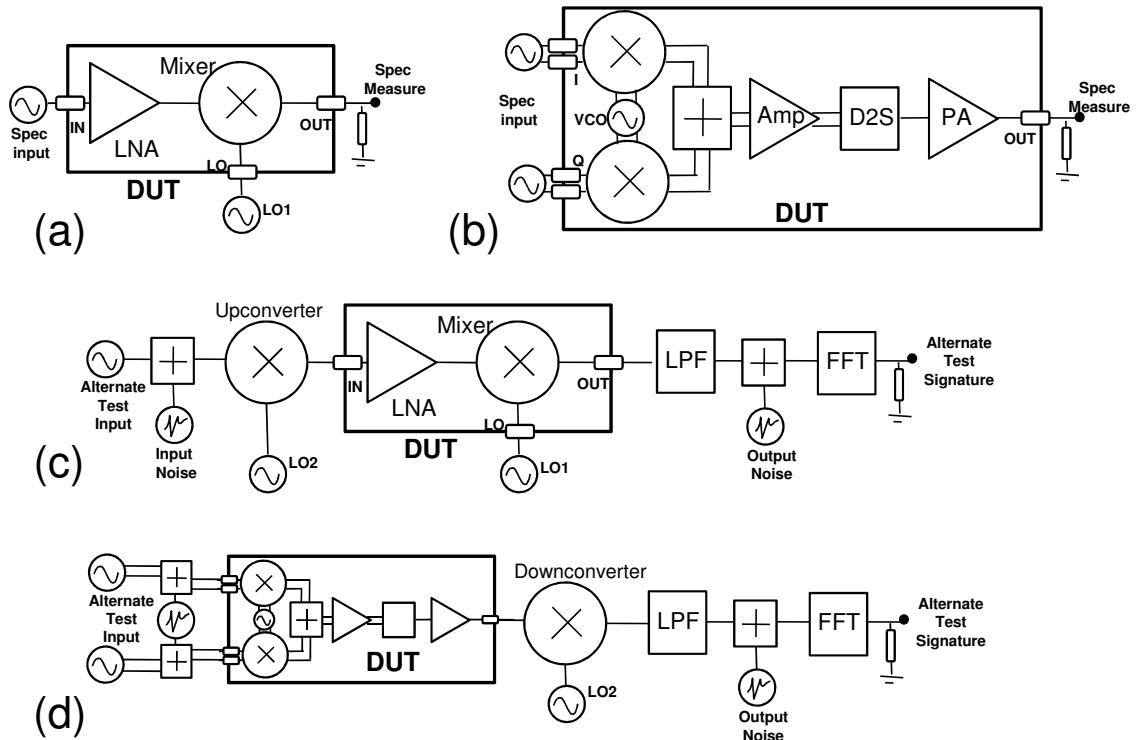 Mixer
Spec
Measure
IN
OUT
Spec
input
LNA
LO
DUT
LO1
(a)
I
Spec
input
VCO
Amp
D2S
PA
Spec
Measure
OUT
Q
DUT
(b)
Upconverter
Mixer
LPF
FFT
Alternate
Test
Signature
Alternate
Test
Input
IN
OUT
LNA
LO
DUT
Input
Noise
LO2
LO1
Output
Noise
(c)
Downconverter
Alternate
Test
Input
LPF
FFT
Alternate
Test
Signature
DUT
LO2
Output
Noise
(d)